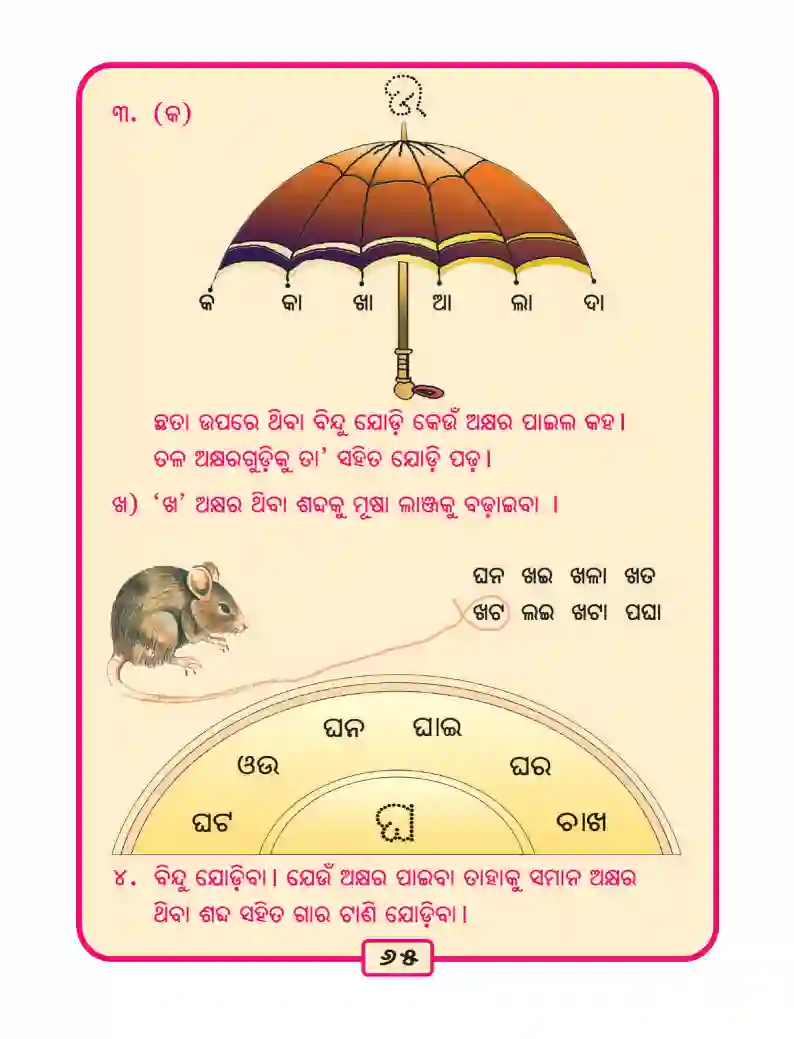 ୩. (କ)
ଖ
କ କା ଖା ଆ ଲା ଦା
ଛତା ଉପରେ ଥିବା ବିନ୍ଦୁ ଯୋଡ଼ି କେଉଁ ଅକ୍ଷର ପାଇଲ କହ।
ତଳ ଅକ୍ଷରଗୁଡ଼ିକୁ ତା’ ସହିତ ଯୋଡ଼ି ପଢ଼।
ଖ) ‘ଖ’ ଅକ୍ଷର ଥିବା ଶବ୍ଦକୁ ମୂଷା ଲାଞ୍ଜକୁ ବଢ଼ାଇବା ।
ଘନ ଖଇ ଖଳା ଖତ
ଖଟ ଲଇ ଖଟା ପଘା
ଘନ ଘାଇ
ଓଉ ଘର
ଘଟ ଘ ଚାଖ
୪. ବିନ୍ଦୁ ଯୋଡ଼ିବା। ଯେଉଁ ଅକ୍ଷର ପାଇବା ତାହାକୁ ସମାନ ଅକ୍ଷର
ଥିବା ଶବ୍ଦ ସହିତ ଗାର ଟାଣି ଯୋଡ଼ିବା।
୬୫